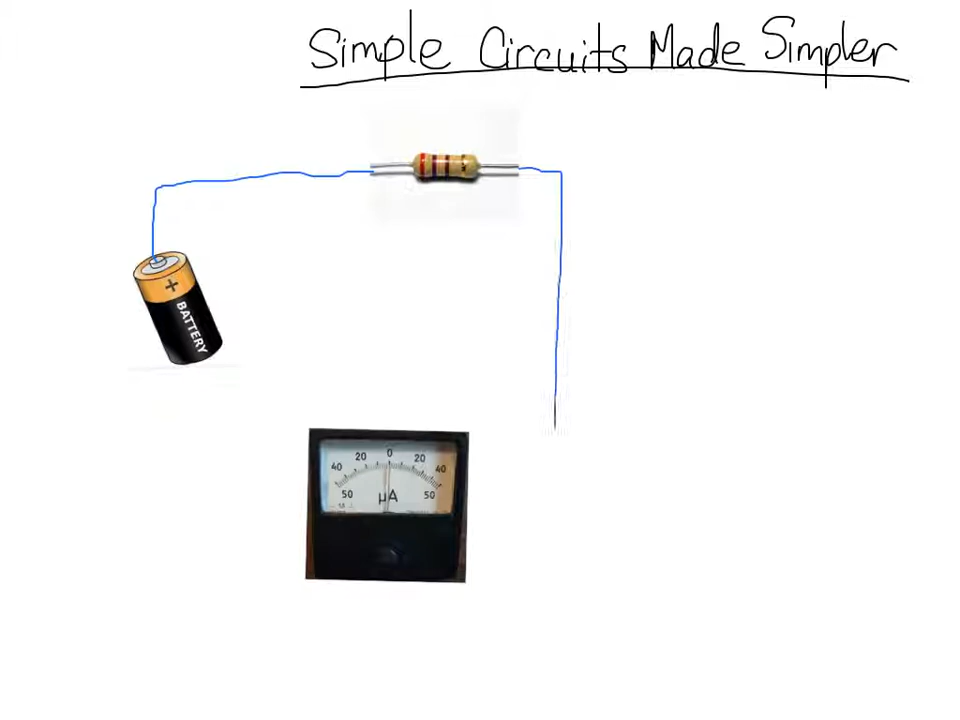 Simple Circuits Made Simpler
+
BATTERY
40 20 0 20 40
50 μA 50